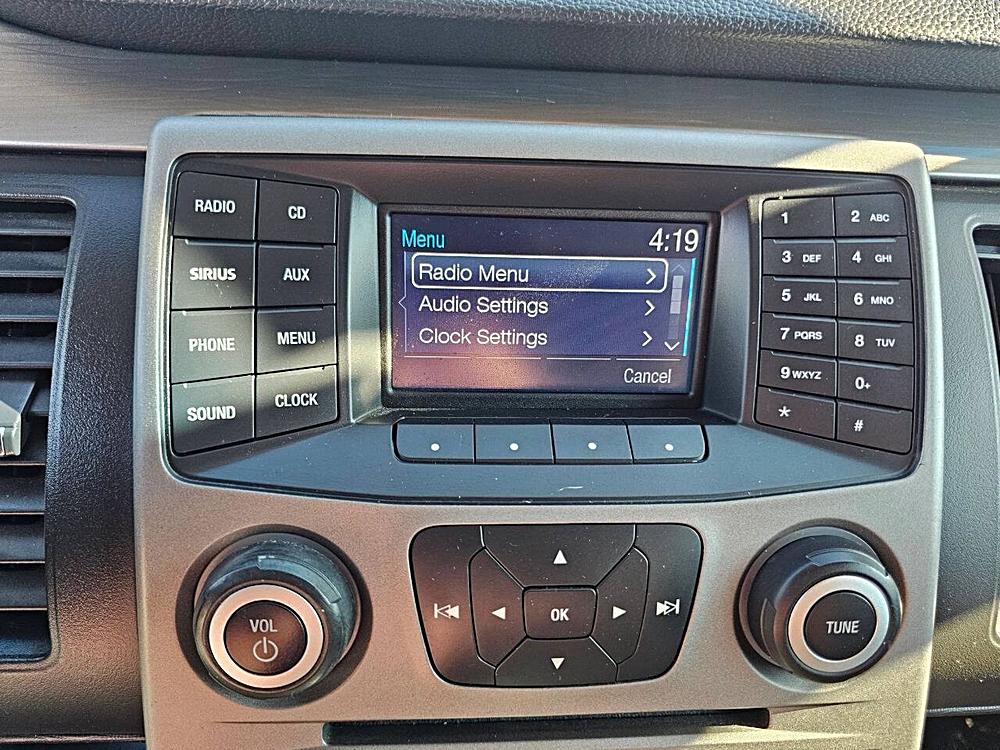 RADIO
CD
SIRIUS
AUX
PHONE
MENU
SOUND
CLOCK
Menu 4:19
Radio Menu >
Audio Settings >
Clock Settings >
Cancel
1
2 ABC
3 DEF
4 GHI
5 JKL
6 MNO
7 PQRS
8 TUV
9 WXYZ
0+
*
#
VOL
OK
TUNE